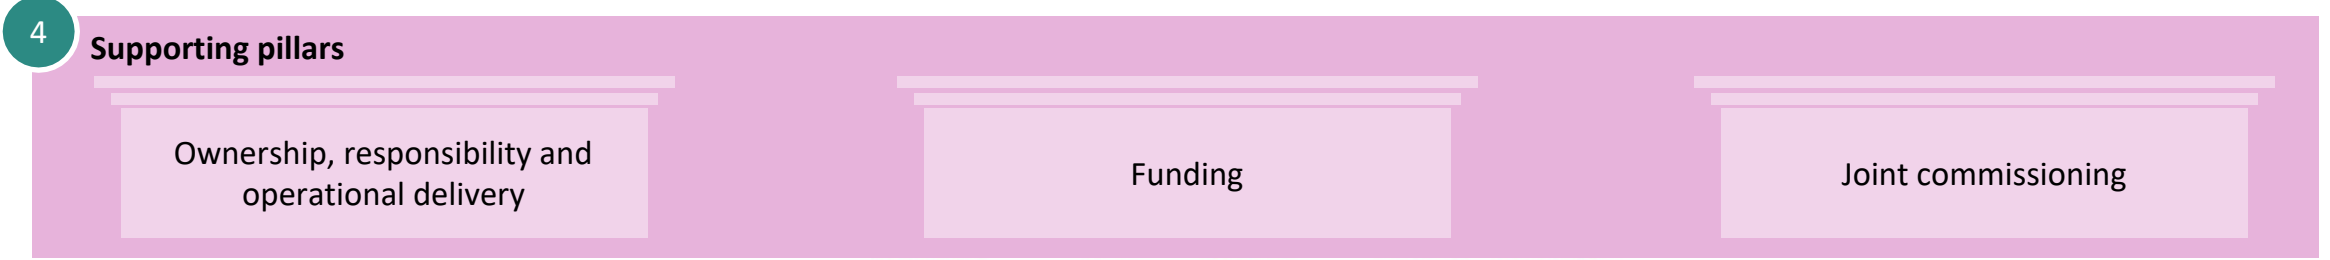 4
Supporting pillars
Ownership, responsibility and
operational delivery
Funding
Joint commissioning